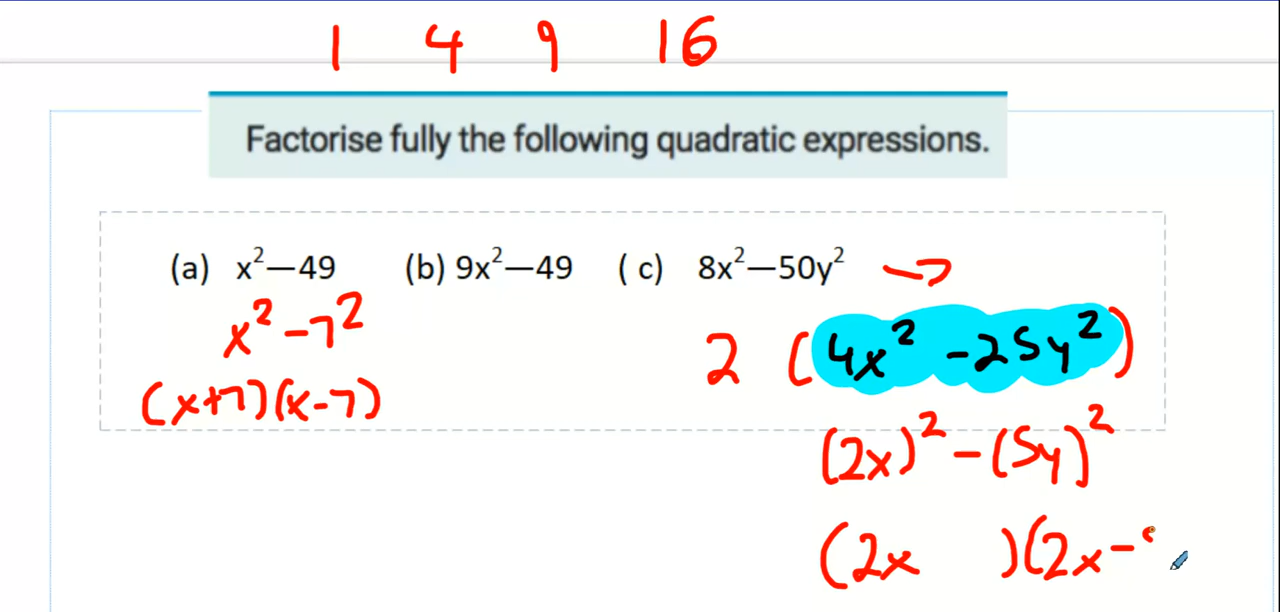 1 4 9 16
Factorise fully the following quadratic expressions.
(a) x²—49 (b) 9x²—49 ( c) 8x²—50y² →
x² - 7²
2 (4x² - 25y²)
(x+7)(x-7)
(2x)² - (5y)²
(2x )(2x-